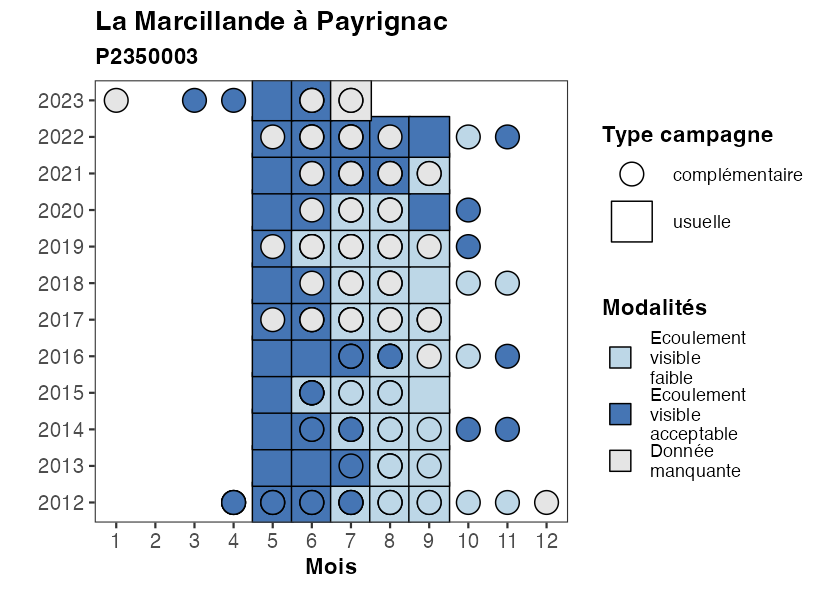 La Marcillande à Payrignac
P2350003
2023
2022
2021
2020
2019
2018
2017
2016
2015
2014
2013
2012
1 2 3 4 5 6 7 8 9 10 11 12
Mois
Type campagne
complémentaire
usuelle
Modalités
Ecoulement
visible
faible
Ecoulement
visible
acceptable
Donnée
manquante